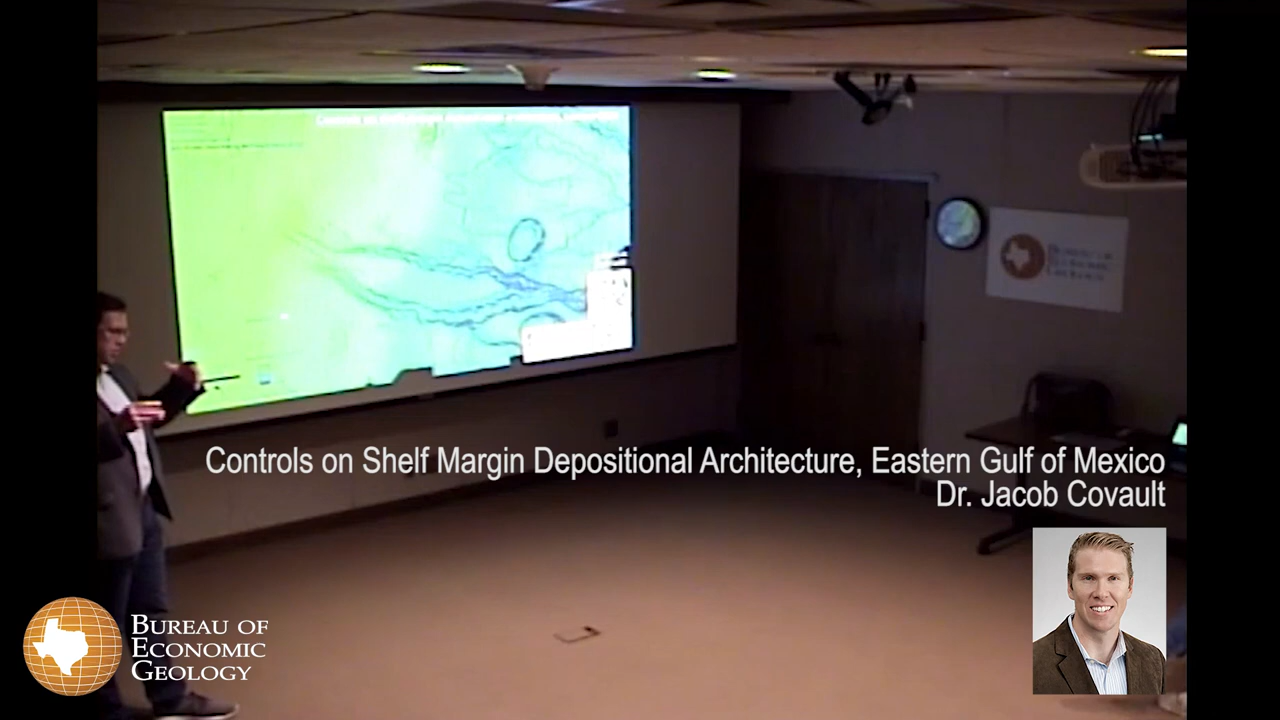 Controls on Shelf Margin Depositional Architecture, Eastern Gulf of Mexico
Dr. Jacob Covault
BUREAU OF
ECONOMIC
GEOLOGY